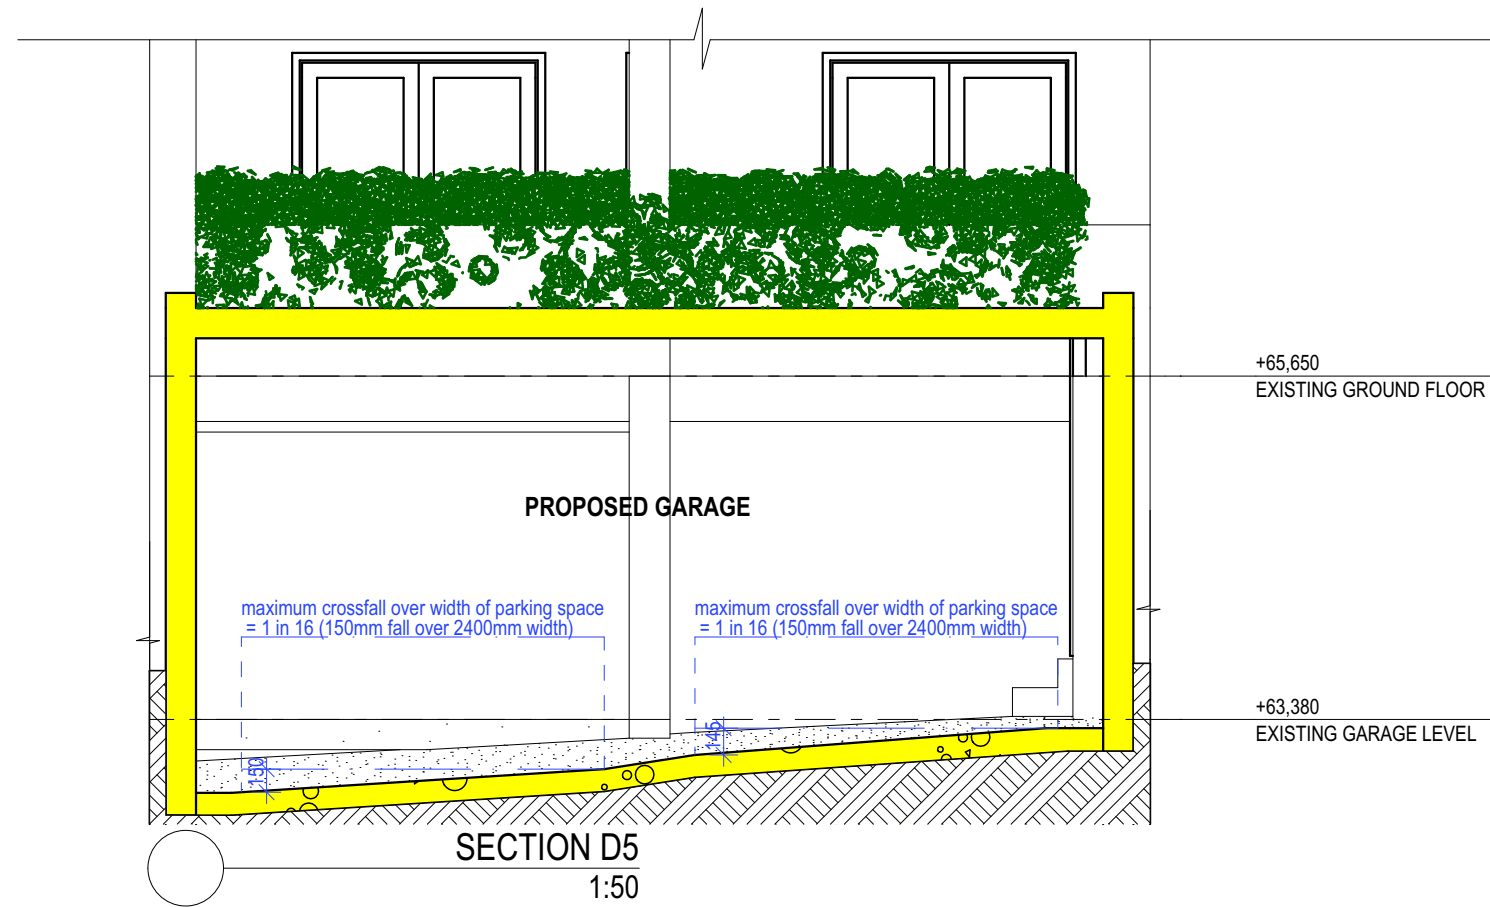 +65,650
EXISTING GROUND FLOOR
PROPOSED GARAGE
maximum crossfall over width of parking space
= 1 in 16 (150mm fall over 2400mm width)
maximum crossfall over width of parking space
= 1 in 16 (150mm fall over 2400mm width)
+63,380
EXISTING GARAGE LEVEL
145
150
SECTION D5
1:50